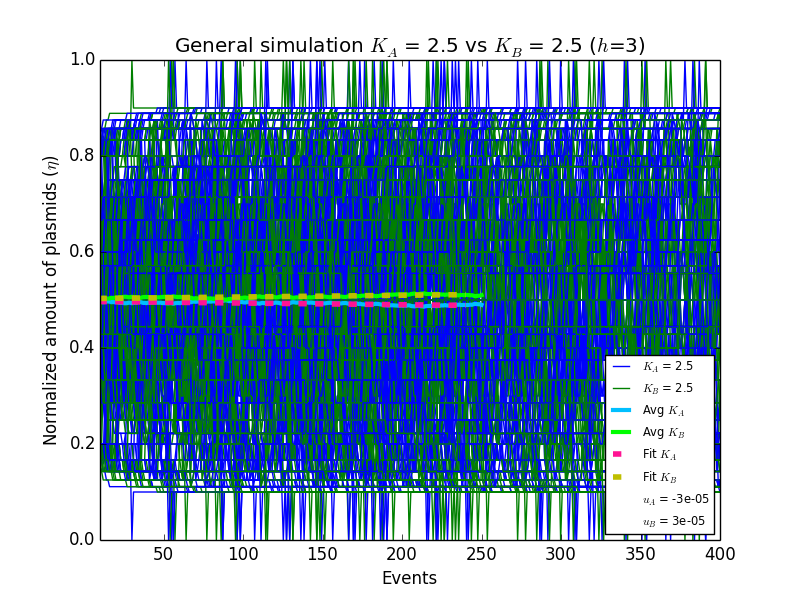 General simulation K_A = 2.5 vs K_B = 2.5 (h=3)
Normalized amount of plasmids (η)
1.0
0.8
0.6
0.4
0.2
0.0
K_A = 2.5
K_B = 2.5
Avg K_A
Avg K_B
Fit K_A
Fit K_B
u_A = -3e-05
u_B = 3e-05
50 100 150 200 250 300 350 400
Events